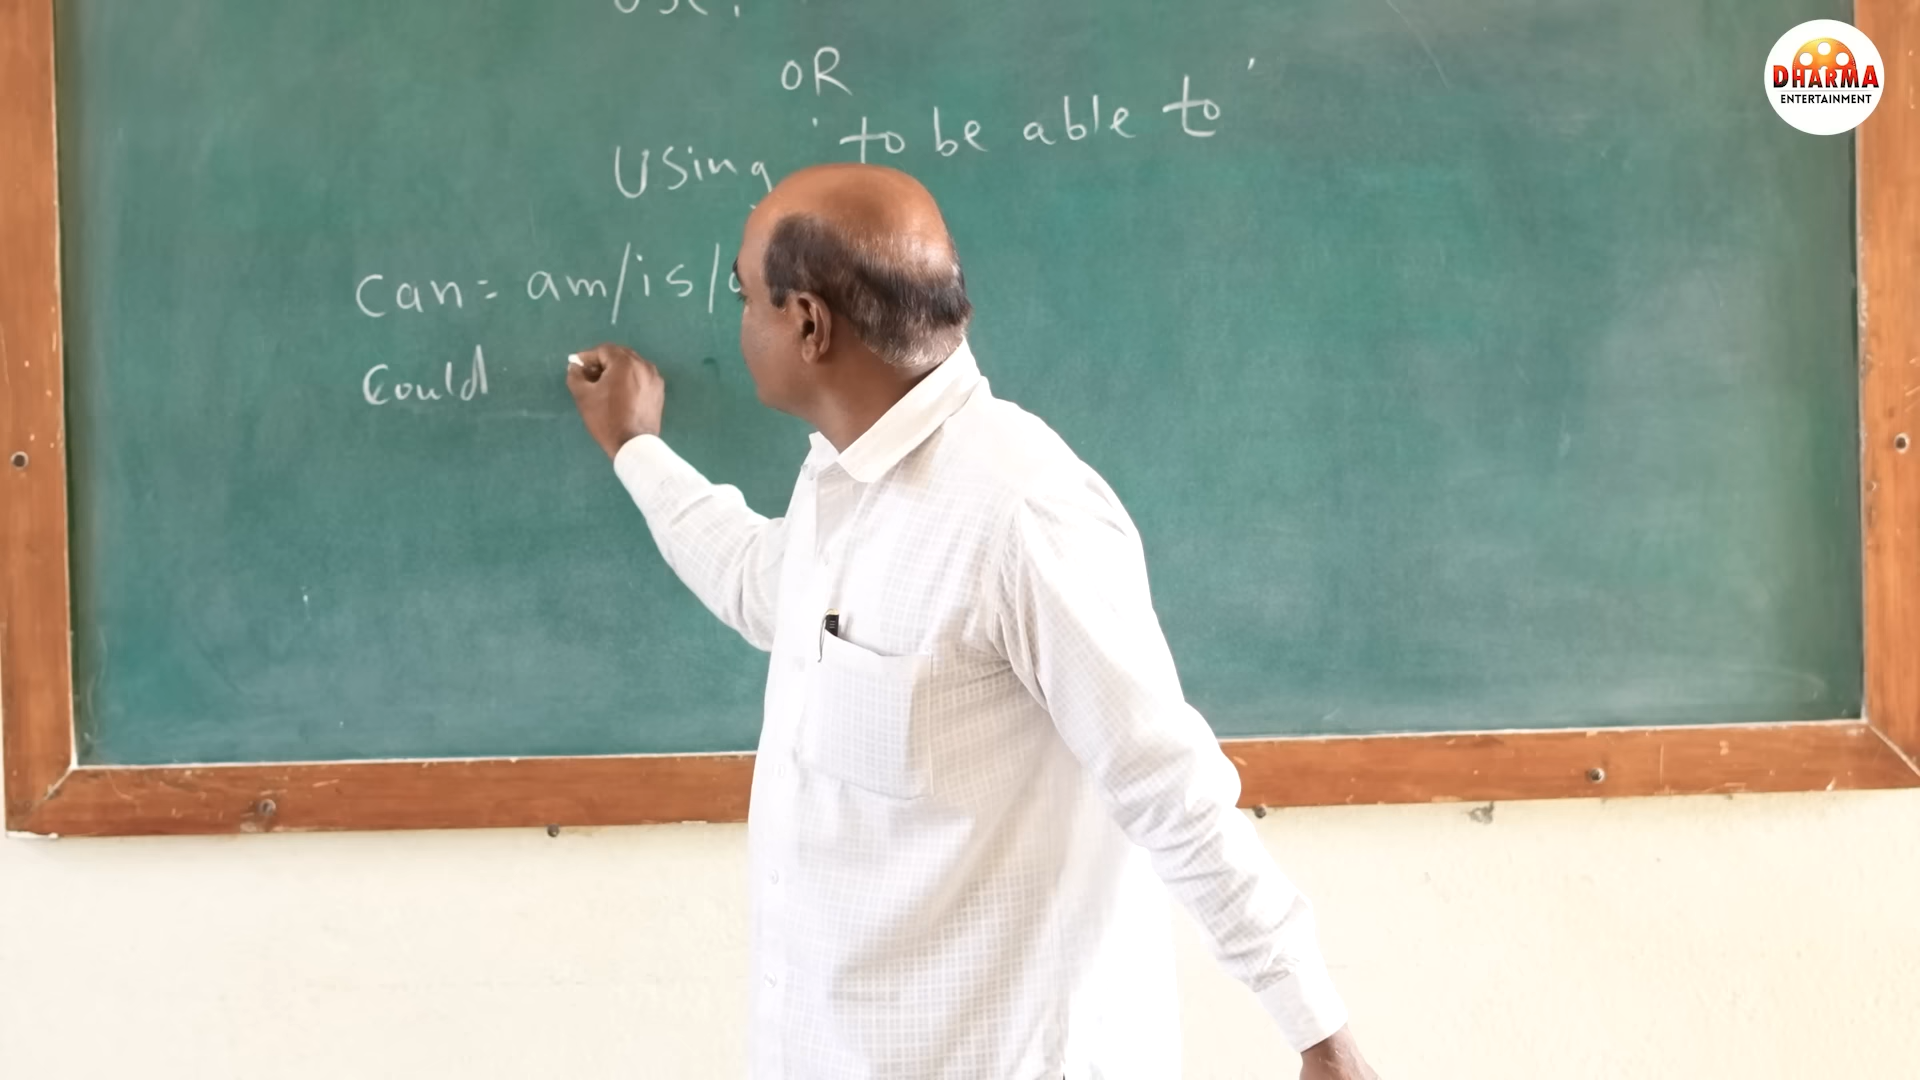 OR
Using 'to be able to'
can = am/is/
could
DHARMA
ENTERTAINMENT